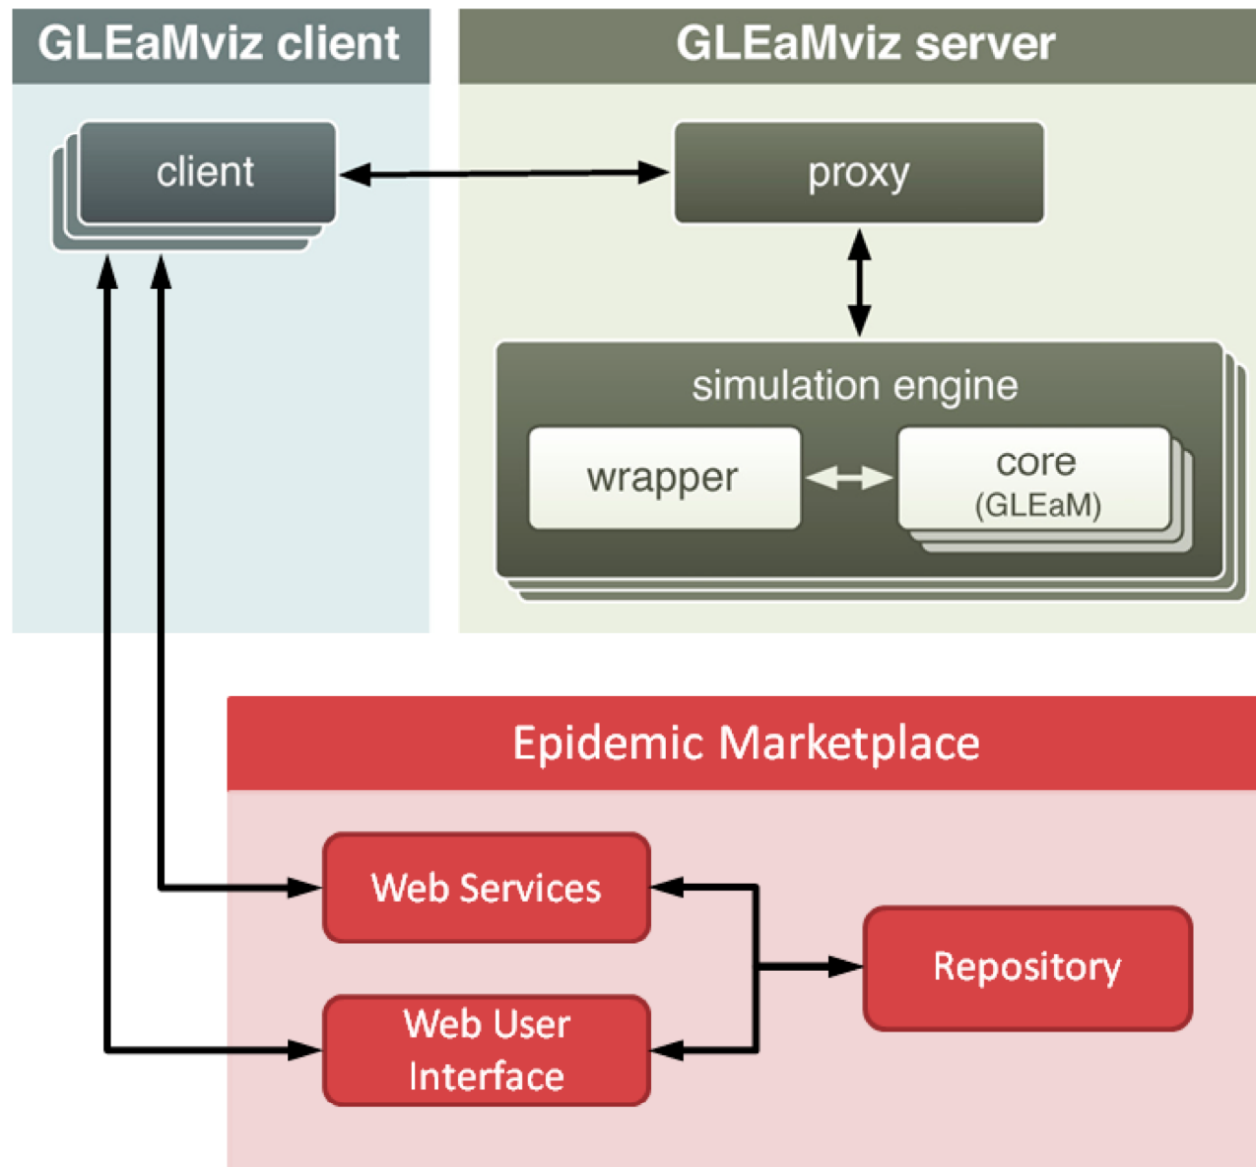 GLEaMviz client
GLEaMviz server
client
proxy
simulation engine
wrapper
core
(GLEaM)
Epidemic Marketplace
Web Services
Repository
Web User
Interface